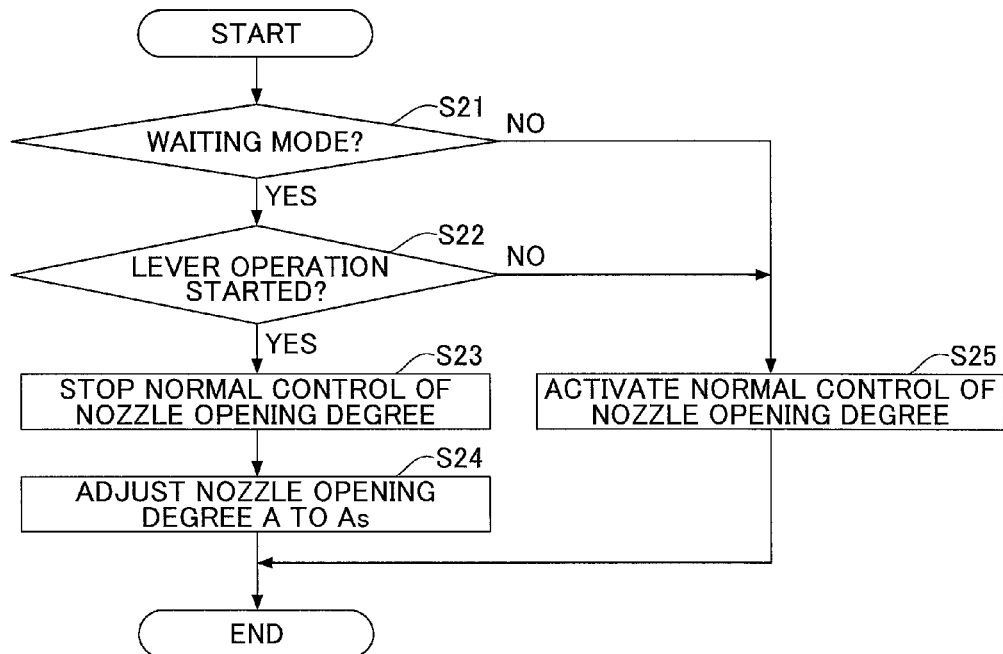 START
S21
WAITING MODE?
NO
YES
S22
LEVER OPERATION
STARTED?
NO
YES
S23
STOP NORMAL CONTROL OF
NOZZLE OPENING DEGREE
S25
ACTIVATE NORMAL CONTROL OF
NOZZLE OPENING DEGREE
S24
ADJUST NOZZLE OPENING
DEGREE A TO As
END